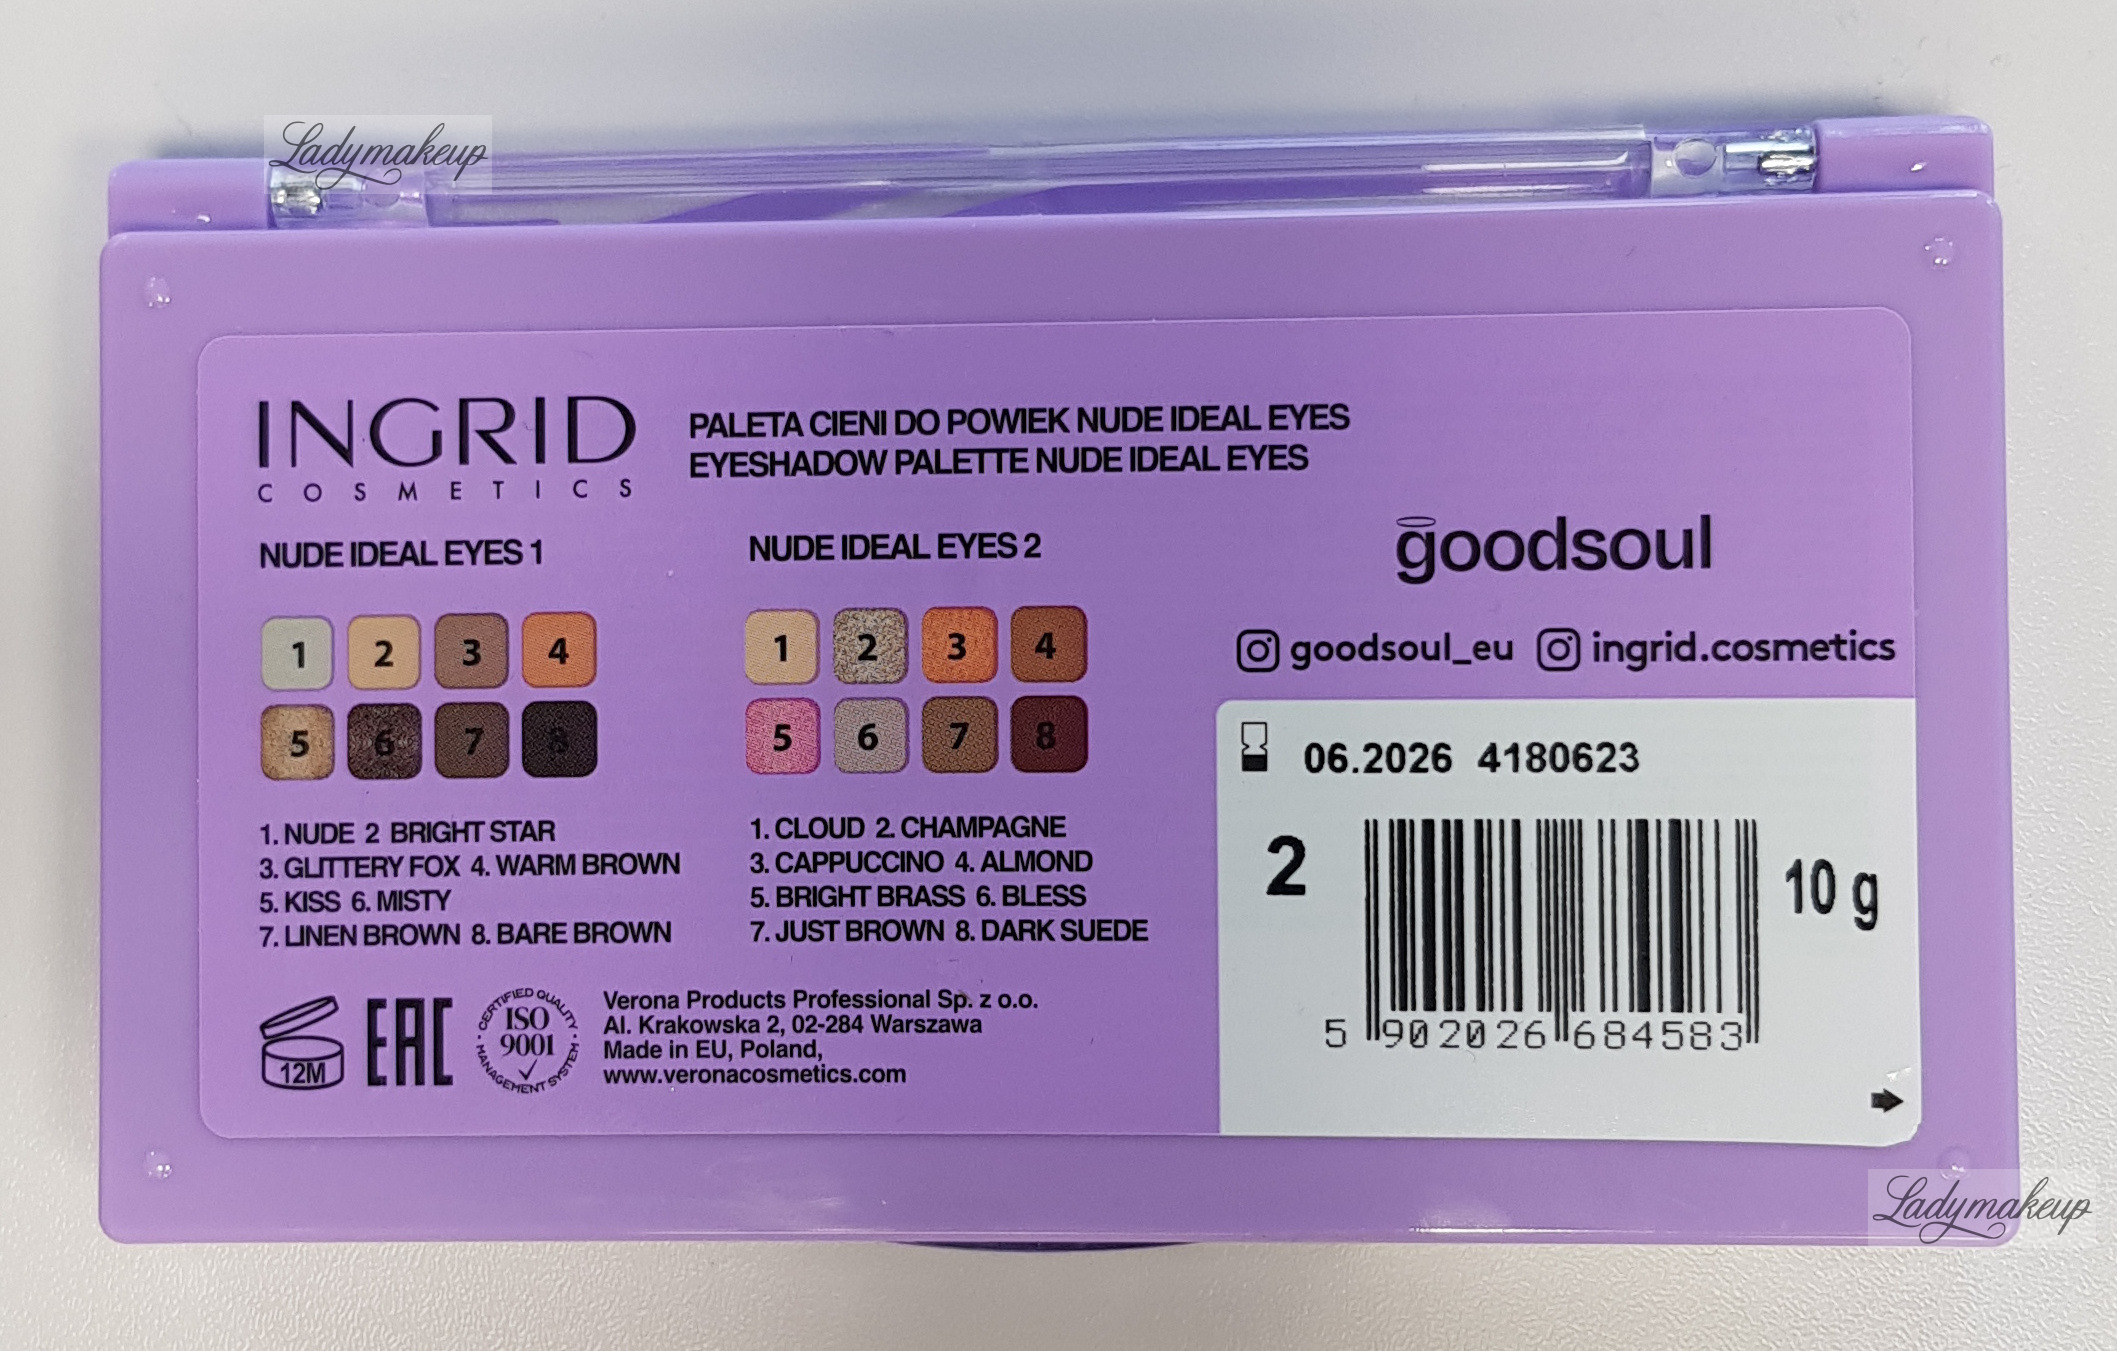 Ladymakeup
INGRID
COSMETICS
PALETA CIENI DO POWIEK NUDE IDEAL EYES
EYESHADOW PALETTE NUDE IDEAL EYES
NUDE IDEAL EYES 1
1 2 3 4
5 6 7 8
1. NUDE 2 BRIGHT STAR
3. GLITTERY FOX 4. WARM BROWN
5. KISS 6. MISTY
7. LINEN BROWN 8. BARE BROWN
NUDE IDEAL EYES 2
1 2 3 4
5 6 7 8
1. CLOUD 2. CHAMPAGNE
3. CAPPUCCINO 4. ALMOND
5. BRIGHT BRASS 6. BLESS
7. JUST BROWN 8. DARK SUEDE
goodsoul
goodsoul_eu ingrid.cosmetics
06.2026 4180623
2
10 g
5 902026 684583
12M
EAC
CERTIFIED QUALITY
ISO
9001
MANAGEMENT SYSTEM
Verona Products Professional Sp. z o.o.
Al. Krakowska 2, 02-284 Warszawa
Made in EU, Poland,
www.veronacosmetics.com
Ladymakeup